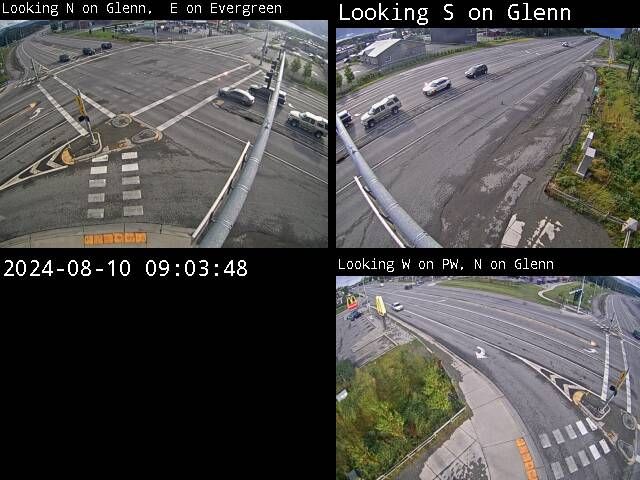 Looking N on Glenn,  E on Evergreen
Looking S on Glenn
2024-08-10 09:03:48
Looking W on PW, N on Glenn